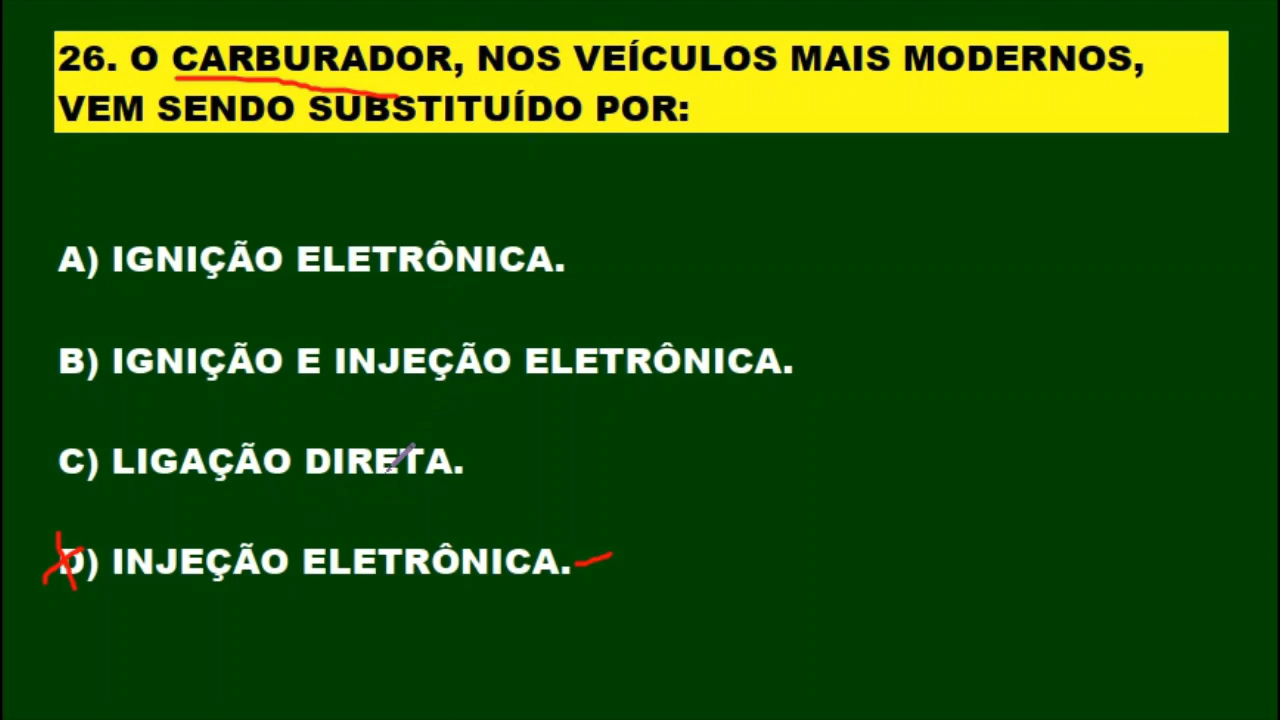 26. O CARBURADOR, NOS VEÍCULOS MAIS MODERNOS,
VEM SENDO SUBSTITUÍDO POR:
A) IGNIÇÃO ELETRÔNICA.
B) IGNIÇÃO E INJEÇÃO ELETRÔNICA.
C) LIGAÇÃO DIRETA.
D) INJEÇÃO ELETRÔNICA.